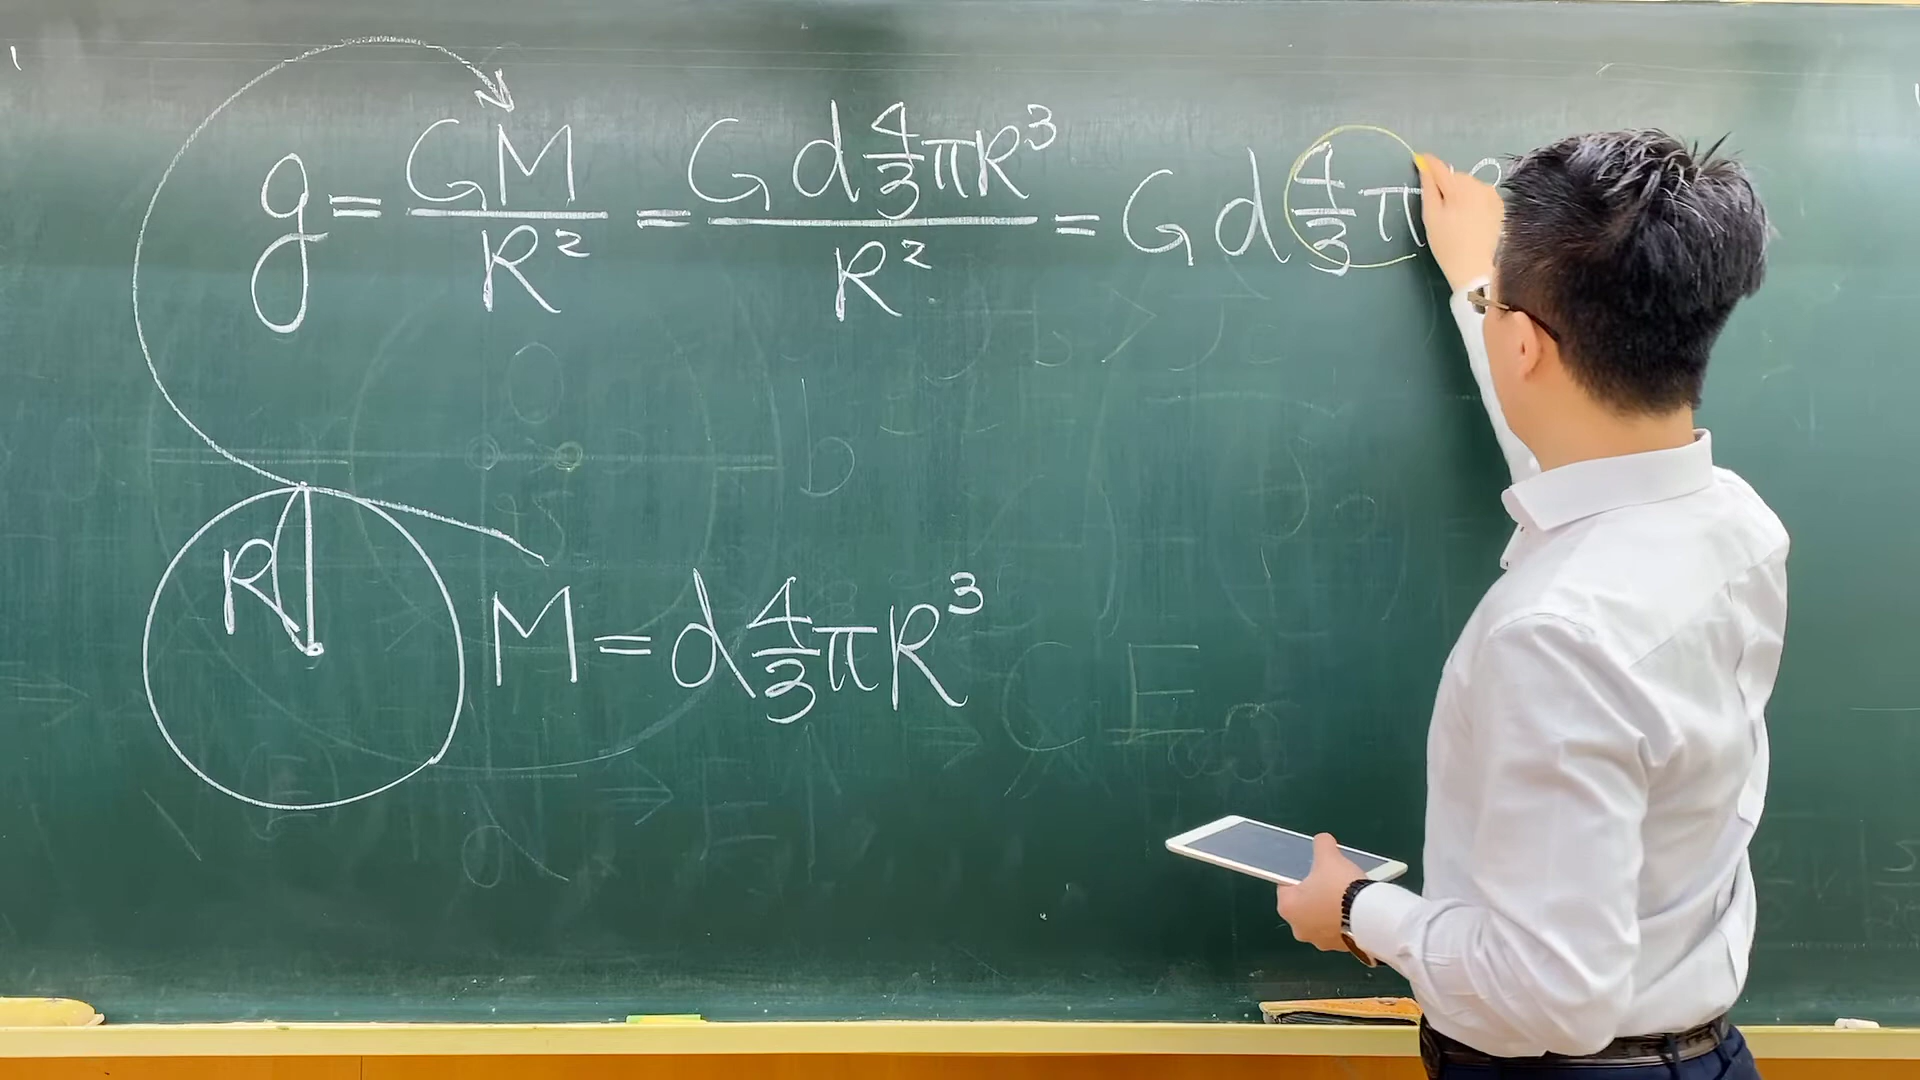 g = GM/R² = Gd4/3πR³/R² = Gd4/3π
R
M = d4/3πR³